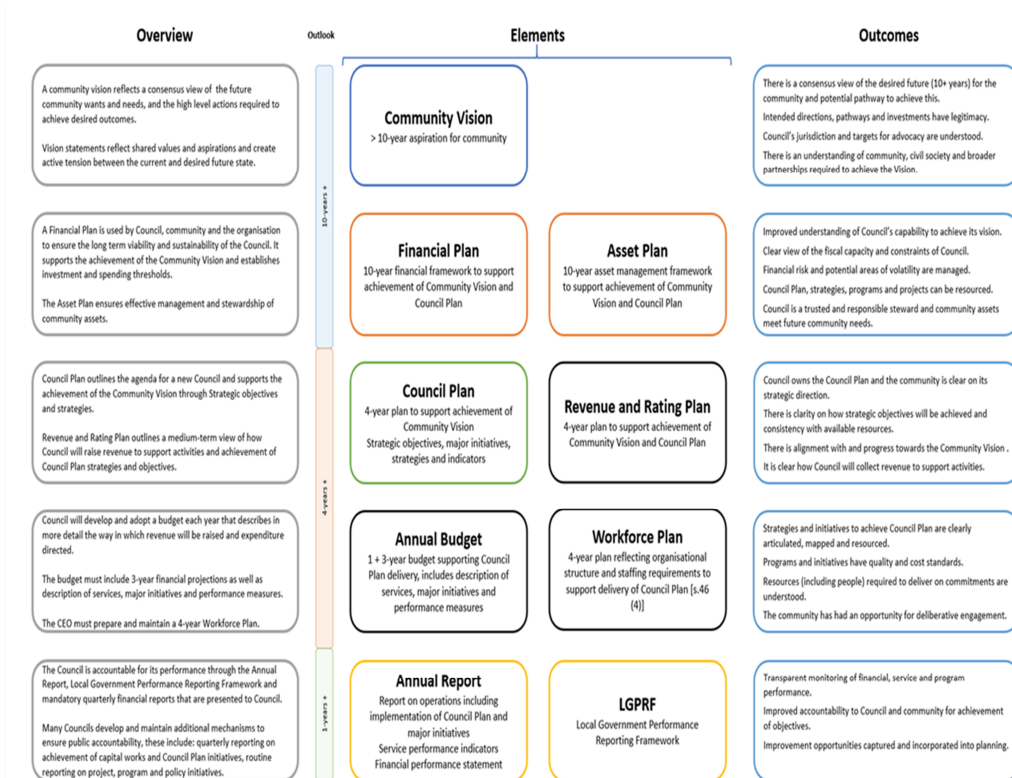 Overview
Outlook
Elements
Outcomes
A community vision reflects a consensus view of the future
community wants and needs, and the high level actions required to
achieve desired outcomes.
Vision statements reflect shared values and aspirations and create
active tension between the current and desired future state.
10-years +
Community Vision
> 10-year aspiration for community
There is a consensus view of the desired future (10+ years) for the
community and potential pathway to achieve this.
Intended directions, pathways and investments have legitimacy.
Council's jurisdiction and targets for advocacy are understood.
There is an understanding of community, civil society and broader
partnerships required to achieve the Vision.
A Financial Plan is used by Council, community and the organisation
to ensure the long term viability and sustainability of the Council. It
supports the achievement of the Community Vision and establishes
investment and spending thresholds.
The Asset Plan ensures effective management and stewardship of
community assets.
Financial Plan
10-year financial framework to support
achievement of Community Vision and
Council Plan
Asset Plan
10-year asset management framework
to support achievement of Community
Vision and Council Plan
Improved understanding of Council's capability to achieve its vision.
Clear view of the fiscal capacity and constraints of Council.
Financial risk and potential areas of volatility are managed.
Council Plan, strategies, programs and projects can be resourced.
Council is a trusted and responsible steward and community assets
meet future community needs.
Council Plan outlines the agenda for a new Council and supports the
achievement of the Community Vision through Strategic objectives
and strategies.
Revenue and Rating Plan outlines a medium-term view of how
Council will raise revenue to support activities and achievement of
Council Plan strategies and objectives.
4-years +
Council Plan
4-year plan to support achievement of
Community Vision
Strategic objectives, major initiatives,
strategies and indicators
Revenue and Rating Plan
4-year plan to support achievement of
Community Vision and Council Plan
Council owns the Council Plan and the community is clear on its
strategic direction.
There is clarity on how strategic objectives will be achieved and
consistency with available resources.
There is alignment with and progress towards the Community Vision .
It is clear how Council will collect revenue to support activities.
Council will develop and adopt a budget each year that describes in
more detail the way in which revenue will be raised and expenditure
directed.
The budget must include 3-year financial projections as well as
description of services, major initiatives and performance measures.
The CEO must prepare and maintain a 4-year Workforce Plan.
Annual Budget
1 + 3-year budget supporting Council
Plan delivery, includes description of
services, major initiatives and
performance measures
Workforce Plan
4-year plan reflecting organisational
structure and staffing requirements to
support delivery of Council Plan [s.46
(4)]
Strategies and initiatives to achieve Council Plan are clearly
articulated, mapped and resourced.
Programs and initiatives have quality and cost standards.
Resources (including people) required to deliver on commitments are
understood.
The community has had an opportunity for deliberative engagement.
The Council is accountable for its performance through the Annual
Report, Local Government Performance Reporting Framework and
mandatory quarterly financial reports that are presented to Council.
Many Councils develop and maintain additional mechanisms to
ensure public accountability, these include: quarterly reporting on
achievement of capital works and Council Plan initiatives, routine
reporting on project, program and policy initiatives.
1-years +
Annual Report
Report on operations including
implementation of Council Plan and
major initiatives
Service performance indicators
Financial performance statement
LGPRF
Local Government Performance
Reporting Framework
Transparent monitoring of financial, service and program
performance.
Improved accountability to Council and community for achievement
of objectives.
Improvement opportunities captured and incorporated into planning.